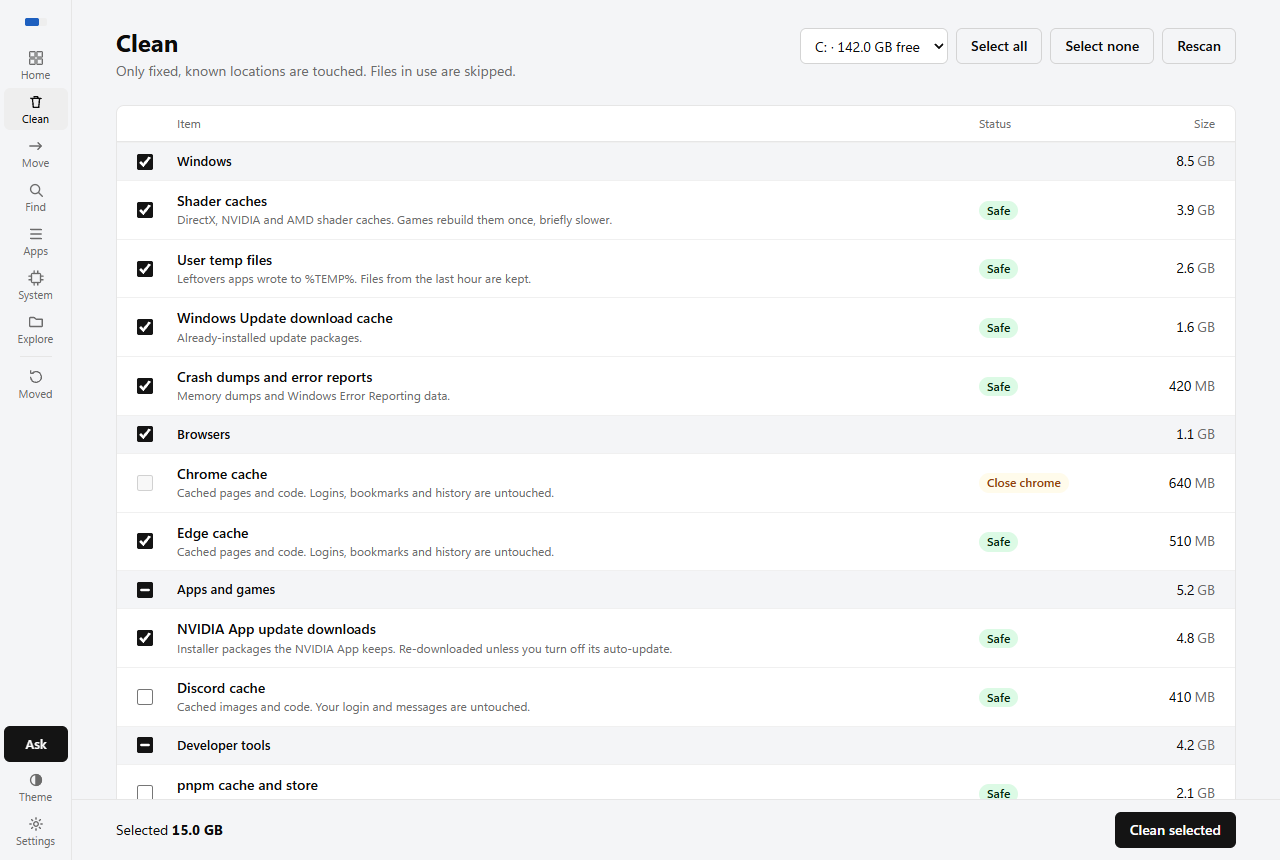 Home
Clean
Move
Find
Apps
System
Explore
Moved
Ask
Theme
Settings
Clean
Only fixed, known locations are touched. Files in use are skipped.
C: · 142.0 GB free
Select all
Select none
Rescan
Item Status Size
Windows 8.5 GB
Shader caches
DirectX, NVIDIA and AMD shader caches. Games rebuild them once, briefly slower.
Safe 3.9 GB
User temp files
Leftovers apps wrote to %TEMP%. Files from the last hour are kept.
Safe 2.6 GB
Windows Update download cache
Already-installed update packages.
Safe 1.6 GB
Crash dumps and error reports
Memory dumps and Windows Error Reporting data.
Safe 420 MB
Browsers 1.1 GB
Chrome cache
Cached pages and code. Logins, bookmarks and history are untouched.
Close chrome 640 MB
Edge cache
Cached pages and code. Logins, bookmarks and history are untouched.
Safe 510 MB
Apps and games 5.2 GB
NVIDIA App update downloads
Installer packages the NVIDIA App keeps. Re-downloaded unless you turn off its auto-update.
Safe 4.8 GB
Discord cache
Cached images and code. Your login and messages are untouched.
Safe 410 MB
Developer tools 4.2 GB
pnpm cache and store
Safe 2.1 GB
Selected 15.0 GB
Clean selected